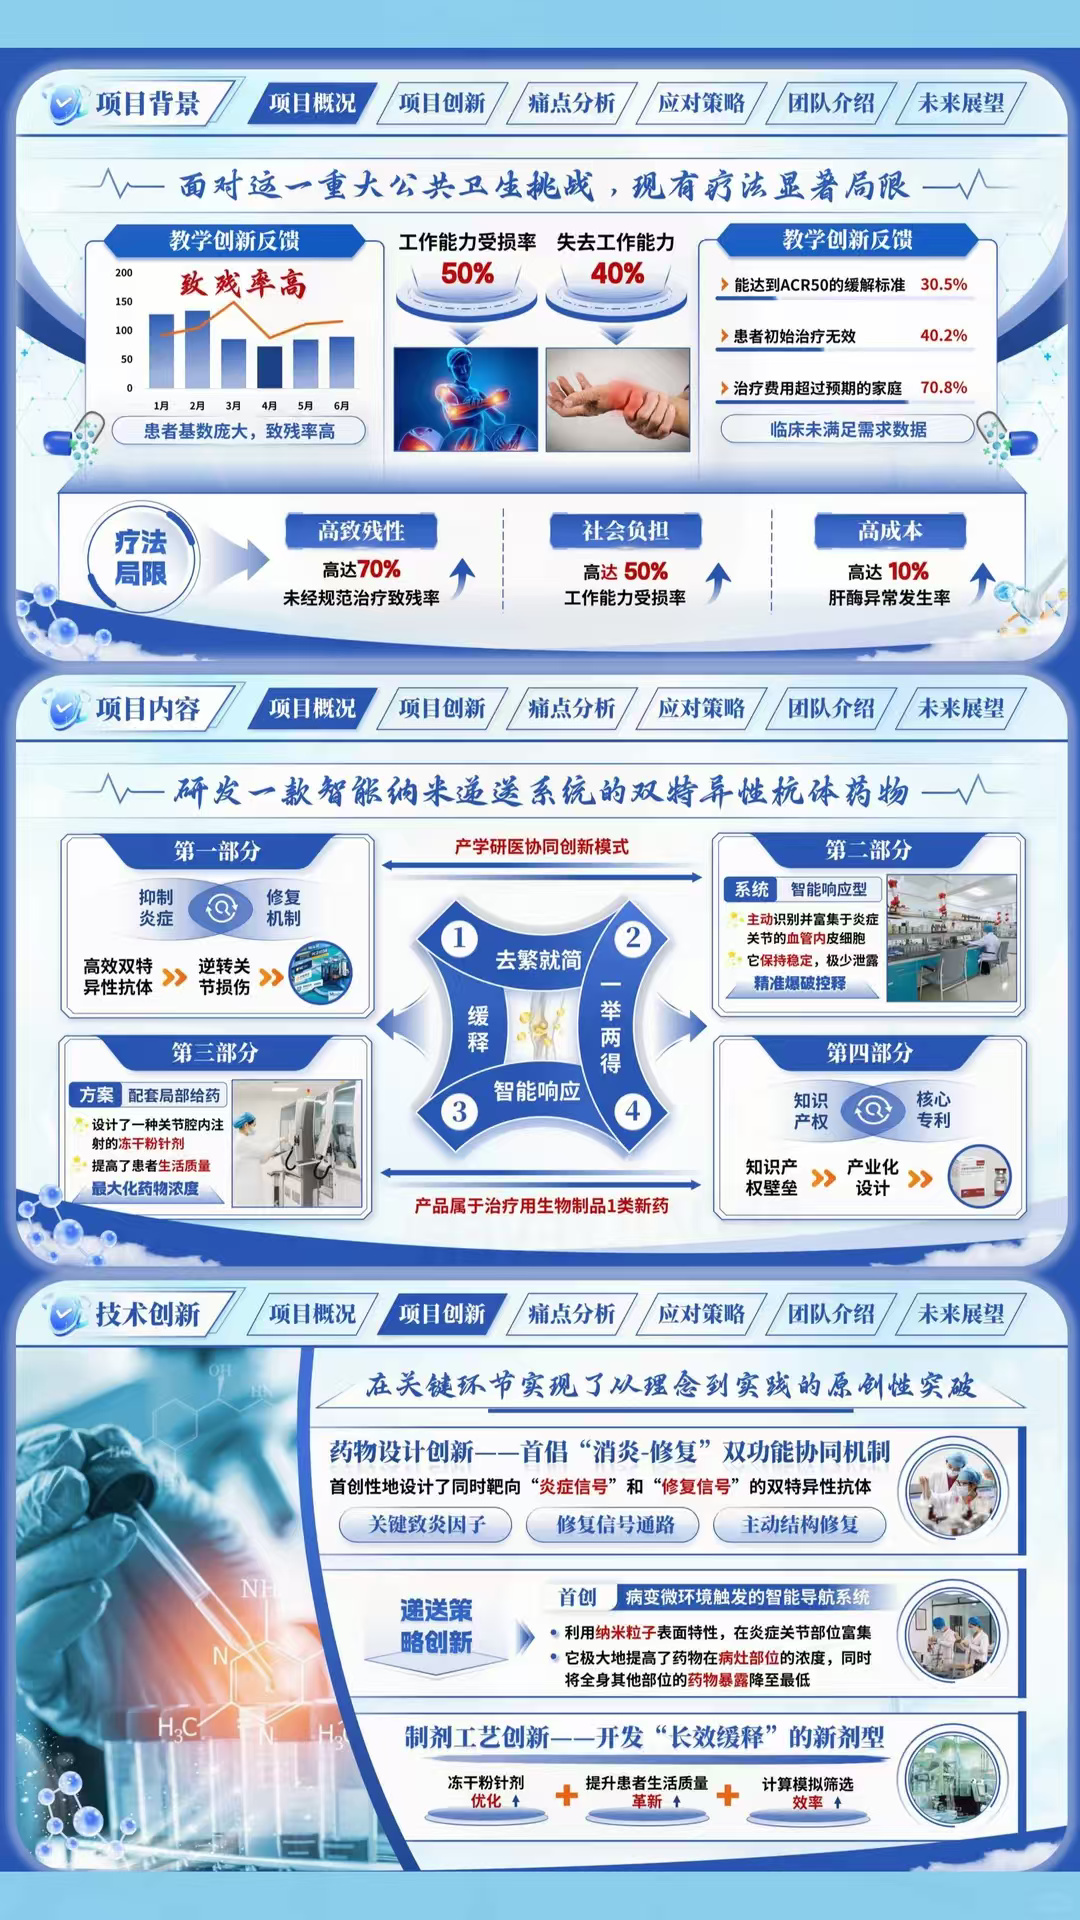 项目背景
项目概况
项目创新
痛点分析
应对策略
团队介绍
未来展望
面对这一重大公共卫生挑战，现有疗法显著局限
教学创新反馈
致残率高
200
150
100
50
0
1月 2月 3月 4月 5月 6月
患者基数庞大，致残率高
工作能力受损率
50%
失去工作能力
40%
教学创新反馈
能达到ACR50的缓解标准 30.5%
患者初始治疗无效 40.2%
治疗费用超过预期的家庭 70.8%
临床未满足需求数据
疗法
局限
高致残性
高达70%
未经规范治疗致残率
社会负担
高达 50%
工作能力受损率
高成本
高达 10%
肝酶异常发生率
项目内容
项目概况
项目创新
痛点分析
应对策略
团队介绍
未来展望
研发一款智能纳米递送系统的双特异性抗体药物
第一部分
抑制
炎症
修复
机制
高效双特
异性抗体
逆转关
节损伤
产学研医协同创新模式
1
去繁就简
2
一举两得
缓释
智能响应
3
4
产品属于治疗用生物制品1类新药
第二部分
系统 智能响应型
主动识别并富集于炎症
关节的血管内皮细胞
它保持稳定，极少泄露
精准爆破控释
第三部分
方案 配套局部给药
设计了一种关节腔内注
射的冻干粉针剂
提高了患者生活质量
最大化药物浓度
第四部分
知识
产权
核心
专利
知识产
权壁垒
产业化
设计
技术创新
项目概况
项目创新
痛点分析
应对策略
团队介绍
未来展望
在关键环节实现了从理念到实践的原创性突破
药物设计创新——首倡“消炎-修复”双功能协同机制
首创性地设计了同时靶向“炎症信号”和“修复信号”的双特异性抗体
关键致炎因子
修复信号通路
主动结构修复
递送策
略创新
首创 病变微环境触发的智能导航系统
利用纳米粒子表面特性，在炎症关节部位富集
它极大地提高了药物在病灶部位的浓度，同时
将全身其他部位的药物暴露降至最低
制剂工艺创新——开发“长效缓释”的新剂型
冻干粉针剂
优化
提升患者生活质量
革新
计算模拟筛选
效率
OH
HN
NH
N
H₃C
N
H₃